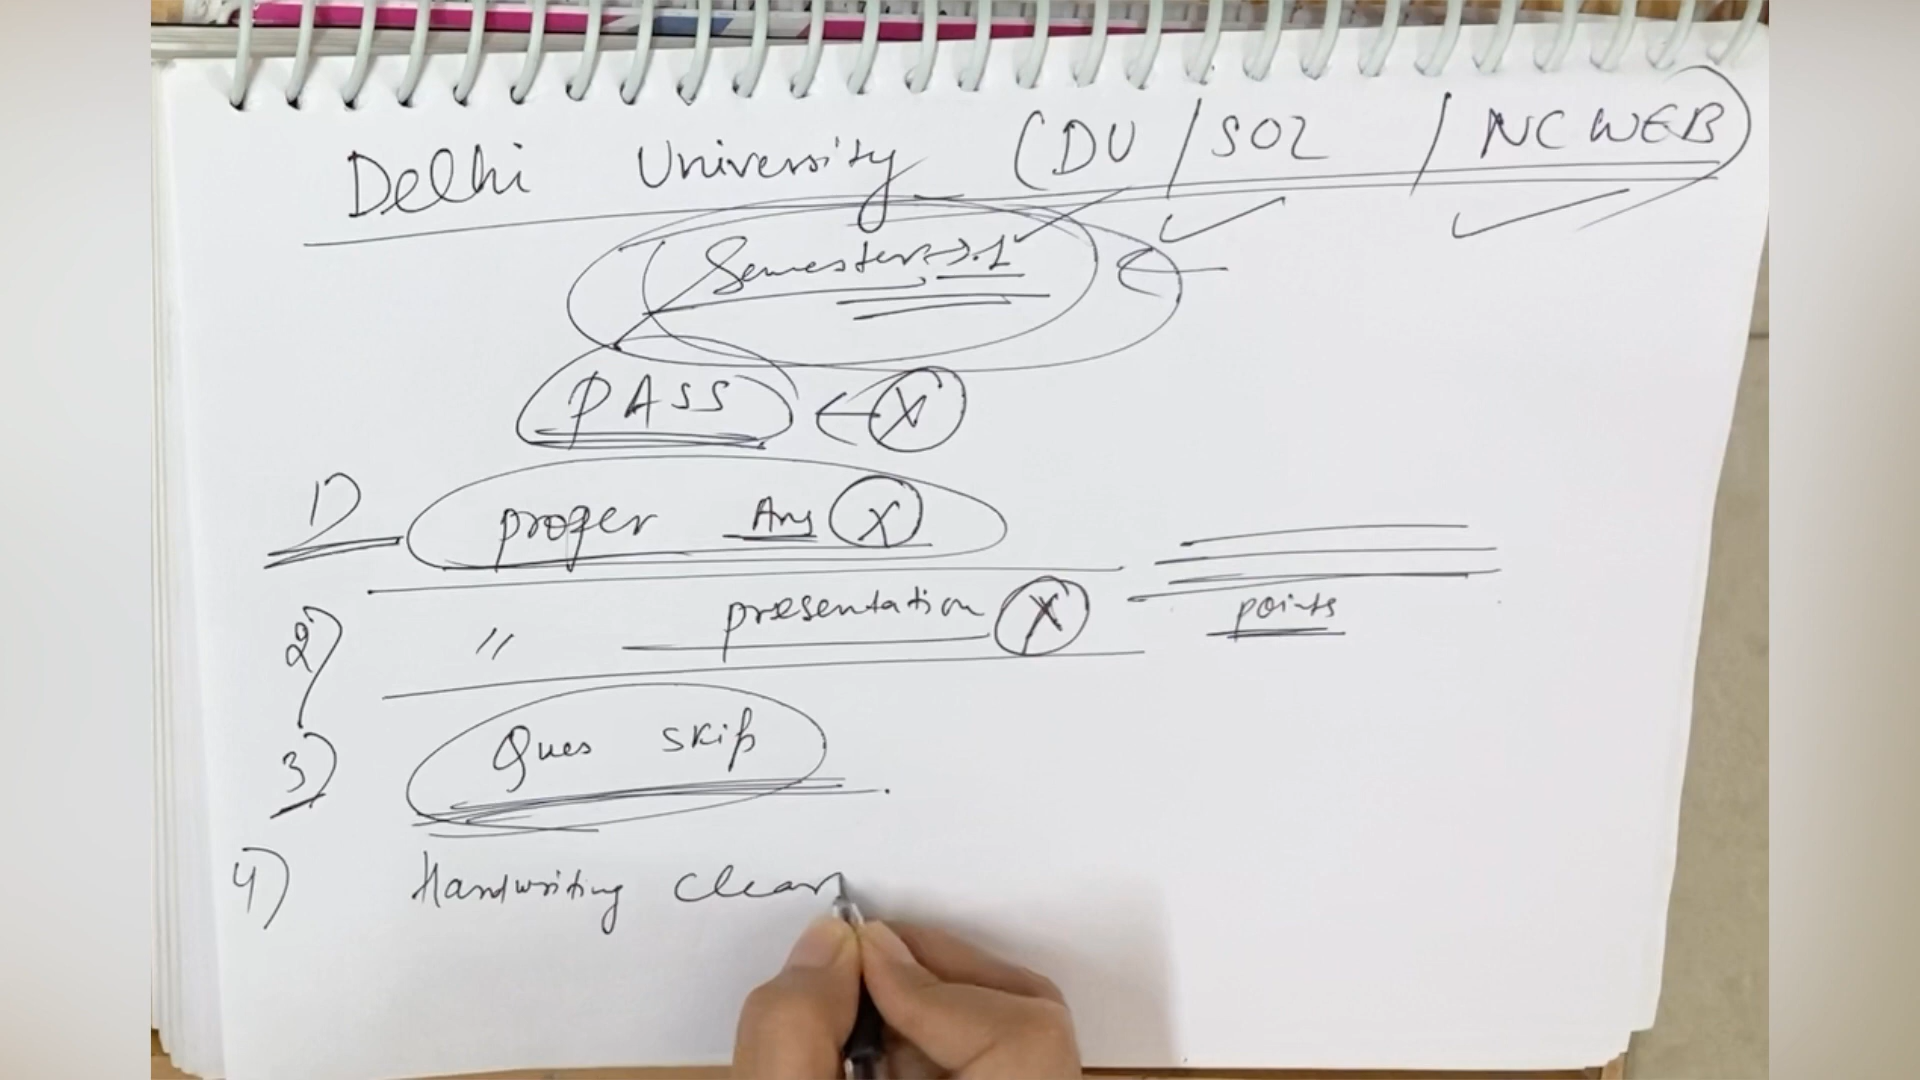 Delhi University (DU / SOL / NCWEB)
Semester → 1
PASS ← X
1) proper Ans X
2) " presentation X
points
3) Ques skip
4) Handwriting clear